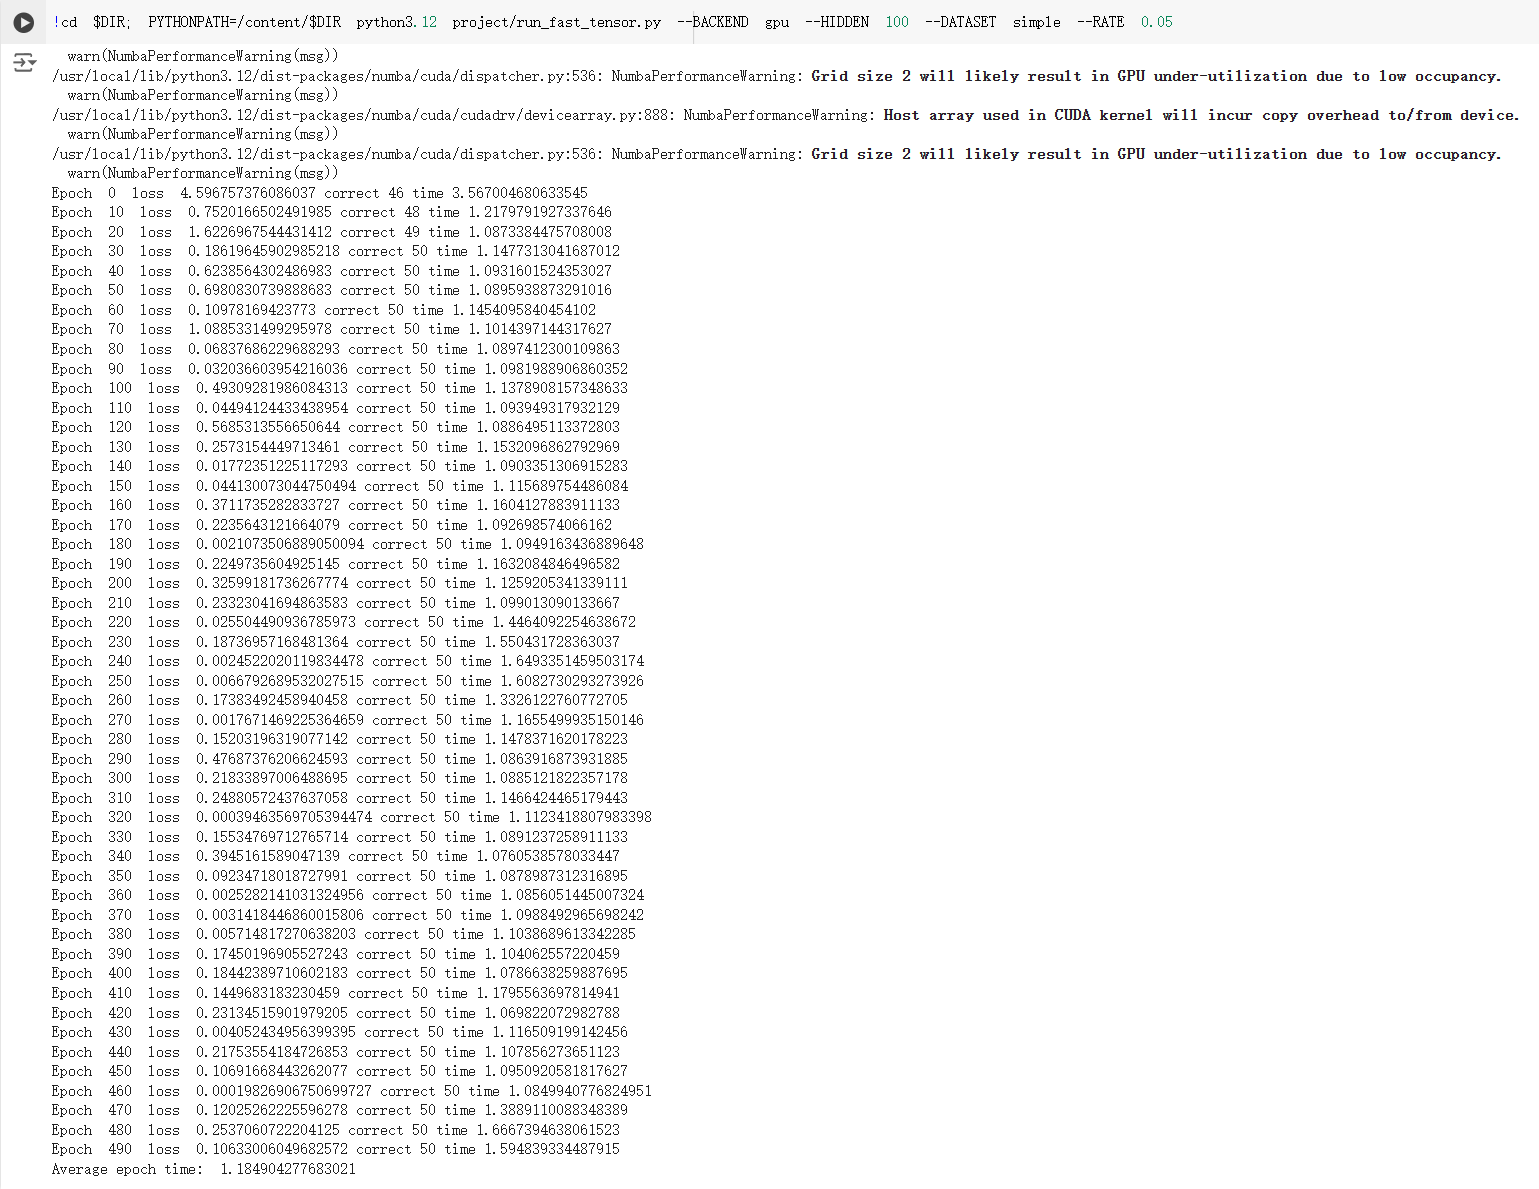 !cd $DIR; PYTHONPATH=/content/$DIR python3.12 project/run_fast_tensor.py --BACKEND gpu --HIDDEN 100 --DATASET simple --RATE 0.05
warn(NumbaPerformanceWarning(msg))
/usr/local/lib/python3.12/dist-packages/numba/cuda/dispatcher.py:536: NumbaPerformanceWarning: Grid size 2 will likely result in GPU under-utilization due to low occupancy.
warn(NumbaPerformanceWarning(msg))
/usr/local/lib/python3.12/dist-packages/numba/cuda/cudadrv/devicearray.py:888: NumbaPerformanceWarning: Host array used in CUDA kernel will incur copy overhead to/from device.
warn(NumbaPerformanceWarning(msg))
/usr/local/lib/python3.12/dist-packages/numba/cuda/dispatcher.py:536: NumbaPerformanceWarning: Grid size 2 will likely result in GPU under-utilization due to low occupancy.
warn(NumbaPerformanceWarning(msg))
Epoch 0 loss 4.596757376086037 correct 46 time 3.567004680633545
Epoch 10 loss 0.7520166502491985 correct 48 time 1.2179791927337646
Epoch 20 loss 1.6226967544431412 correct 49 time 1.0873384475708008
Epoch 30 loss 0.18619645902985218 correct 50 time 1.1477313041687012
Epoch 40 loss 0.6238564302486983 correct 50 time 1.0931601524353027
Epoch 50 loss 0.6980830739888683 correct 50 time 1.0895938873291016
Epoch 60 loss 0.10978169423773 correct 50 time 1.1454095840454102
Epoch 70 loss 1.0885331499295978 correct 50 time 1.1014397144317627
Epoch 80 loss 0.06837686229688293 correct 50 time 1.0897412300109863
Epoch 90 loss 0.032036603954216036 correct 50 time 1.0981988906860352
Epoch 100 loss 0.49309281986084313 correct 50 time 1.1378908157348633
Epoch 110 loss 0.04494124433438954 correct 50 time 1.093949317932129
Epoch 120 loss 0.5685313556650644 correct 50 time 1.0886495113372803
Epoch 130 loss 0.2573154449713461 correct 50 time 1.1532096862792969
Epoch 140 loss 0.01772351225117293 correct 50 time 1.0903351306915283
Epoch 150 loss 0.044130073044750494 correct 50 time 1.115689754486084
Epoch 160 loss 0.3711735282833727 correct 50 time 1.1604127883911133
Epoch 170 loss 0.2235643121664079 correct 50 time 1.092698574066162
Epoch 180 loss 0.0021073506889050094 correct 50 time 1.0949163436889648
Epoch 190 loss 0.2249735604925145 correct 50 time 1.1632084846496582
Epoch 200 loss 0.32599181736267774 correct 50 time 1.1259205341339111
Epoch 210 loss 0.23323041694863583 correct 50 time 1.099013090133667
Epoch 220 loss 0.025504490936785973 correct 50 time 1.4464092254638672
Epoch 230 loss 0.18736957168481364 correct 50 time 1.550431728363037
Epoch 240 loss 0.0024522020119834478 correct 50 time 1.6493351459503174
Epoch 250 loss 0.0066792689532027515 correct 50 time 1.6082730293273926
Epoch 260 loss 0.17383492458940458 correct 50 time 1.3326122760772705
Epoch 270 loss 0.0017671469225364659 correct 50 time 1.1655499935150146
Epoch 280 loss 0.15203196319077142 correct 50 time 1.1478371620178223
Epoch 290 loss 0.47687376206624593 correct 50 time 1.0863916873931885
Epoch 300 loss 0.21833897006488695 correct 50 time 1.0885121822357178
Epoch 310 loss 0.24880572437637058 correct 50 time 1.1466424465179443
Epoch 320 loss 0.00039463569705394474 correct 50 time 1.1123418807983398
Epoch 330 loss 0.15534769712765714 correct 50 time 1.0891237258911133
Epoch 340 loss 0.3945161589047139 correct 50 time 1.0760538578033447
Epoch 350 loss 0.09234718018727991 correct 50 time 1.0878987312316895
Epoch 360 loss 0.0025282141031324956 correct 50 time 1.0856051445007324
Epoch 370 loss 0.0031418446860015806 correct 50 time 1.0988492965698242
Epoch 380 loss 0.005714817270638203 correct 50 time 1.1038689613342285
Epoch 390 loss 0.17450196905527243 correct 50 time 1.104062557220459
Epoch 400 loss 0.18442389710602183 correct 50 time 1.0786638259887695
Epoch 410 loss 0.1449683183230459 correct 50 time 1.1795563697814941
Epoch 420 loss 0.23134515901979205 correct 50 time 1.069822072982788
Epoch 430 loss 0.004052434956399395 correct 50 time 1.116509199142456
Epoch 440 loss 0.21753554184726853 correct 50 time 1.107856273651123
Epoch 450 loss 0.10691668443262077 correct 50 time 1.0950920581817627
Epoch 460 loss 0.00019826906750699727 correct 50 time 1.0849940776824951
Epoch 470 loss 0.12025262225596278 correct 50 time 1.3889110088348389
Epoch 480 loss 0.2537060722204125 correct 50 time 1.6667394638061523
Epoch 490 loss 0.10633006049682572 correct 50 time 1.594839334487915
Average epoch time: 1.184904277683021